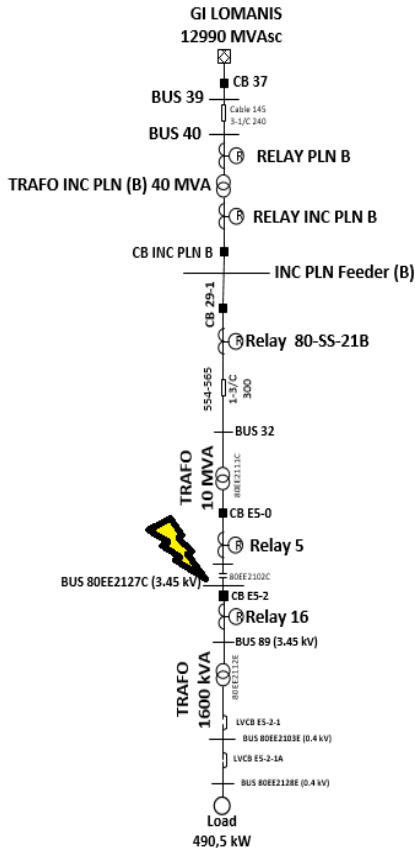 GI LOMANIS
12990 MVAsc
CB 37
BUS 39
Cable 145
3-1/C 240
BUS 40
R
RELAY PLN B
TRAFO INC PLN (B) 40 MVA
R
RELAY INC PLN B
CB INC PLN B
INC PLN Feeder (B)
CB 29-1
R
Relay 80-SS-21B
554-565
1-3/C
300
BUS 32
TRAFO
10 MVA
80EE2111C
CB E5-0
R
Relay 5
80EE2102C
BUS 80EE2127C (3.45 kV)
CB E5-2
R
Relay 16
BUS 89 (3.45 kV)
TRAFO
1600 kVA
80EE2112E
LVCB E5-2-1
BUS 80EE2103E (0.4 kV)
LVCB E5-2-1A
BUS 80EE2128E (0.4 kV)
Load
490,5 kW